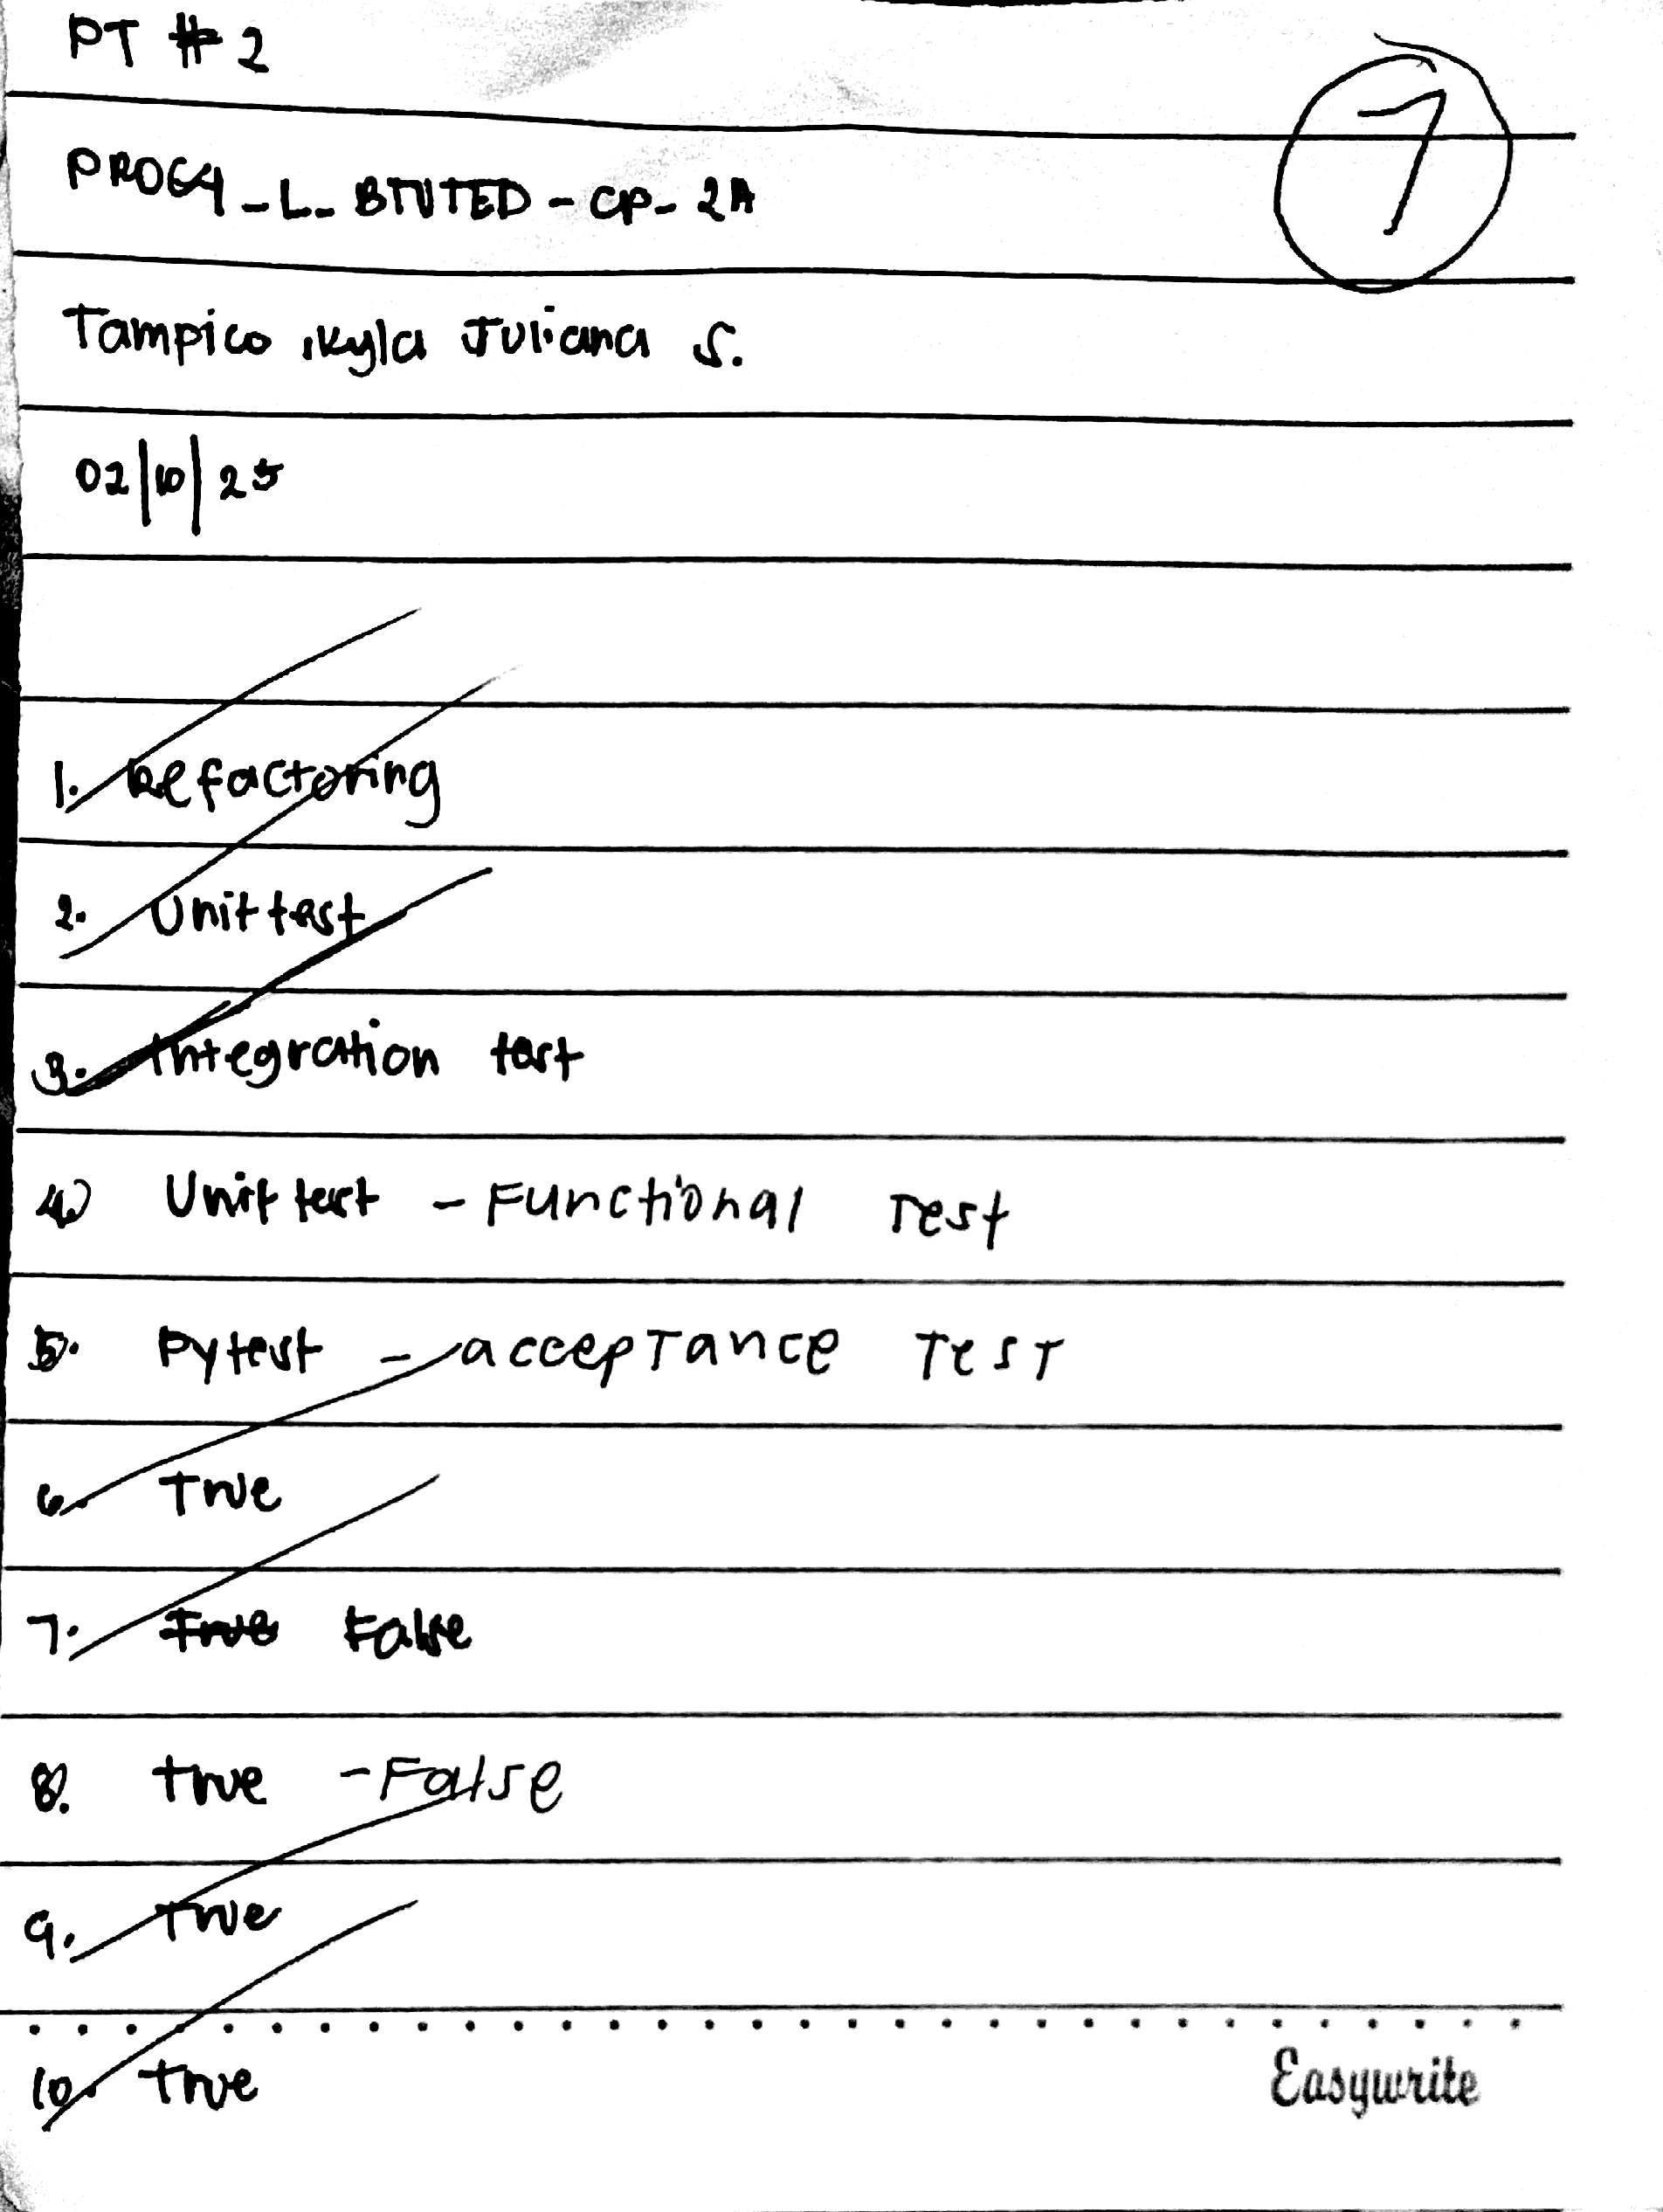 PT # 2
7
PROG4_L_BTVTED-CP-2A
Tampico, Kyla Juliana S.
02/10/25
1. Refactoring
2. Unit test
3. Integration test
4. Unit test - Functional Test
5. Pytest - acceptance Test
6. True
7. True False
8. true - False
9. True
10. true
Easywrite